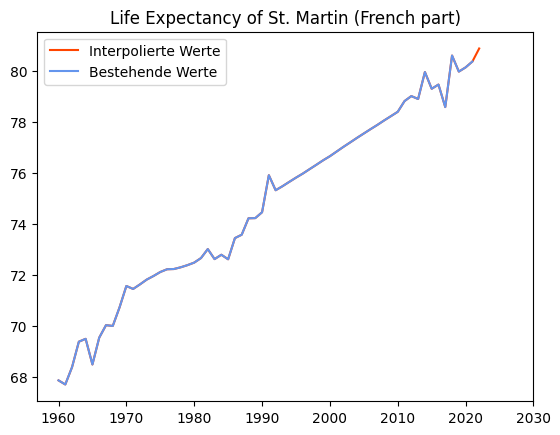 Life Expectancy of St. Martin (French part)
Interpolierte Werte
Bestehende Werte
80
78
76
74
72
70
68
1960 1970 1980 1990 2000 2010 2020 2030